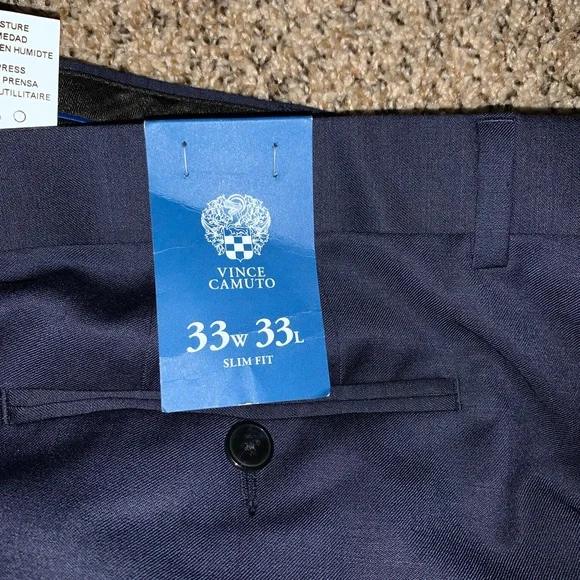 STURE
MEDAD
EN HUMIDTE
PRESS
PRENSA
UTILLITAIRE
VINCE
CAMUTO
33W 33L
SLIM FIT